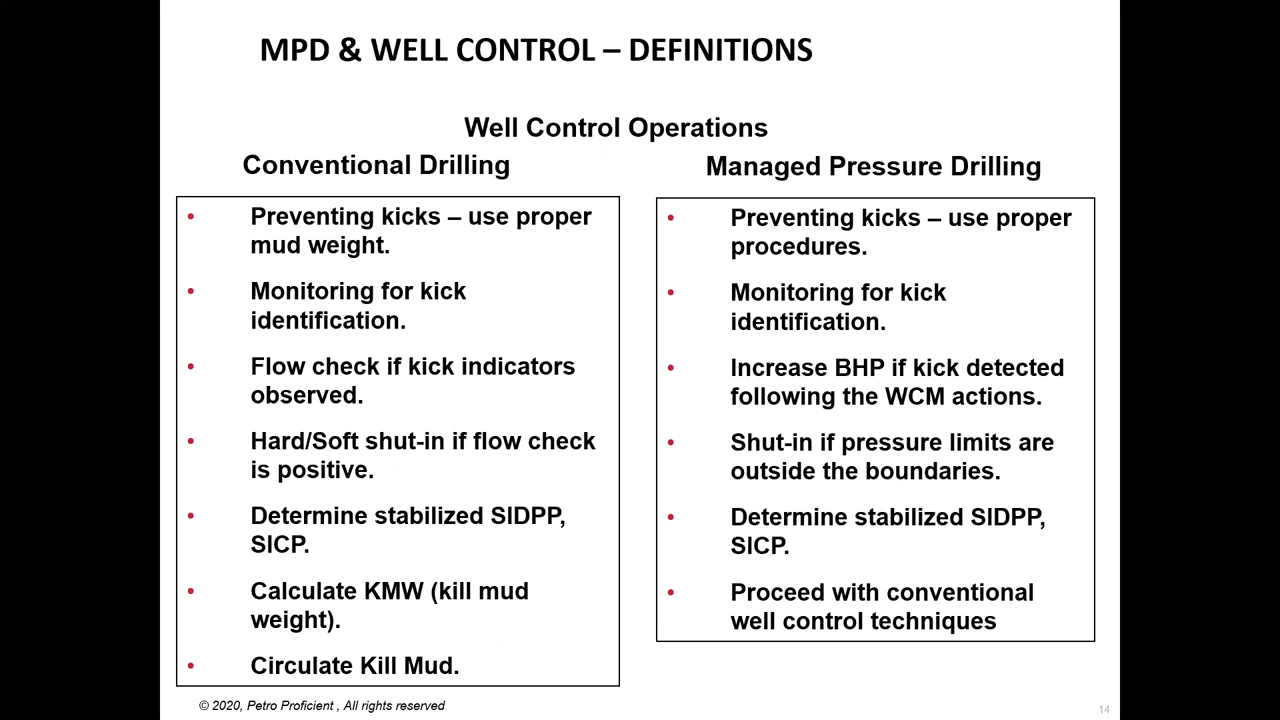 MPD & WELL CONTROL – DEFINITIONS
Well Control Operations
Conventional Drilling
• Preventing kicks – use proper
mud weight.
• Monitoring for kick
identification.
• Flow check if kick indicators
observed.
• Hard/Soft shut-in if flow check
is positive.
• Determine stabilized SIDPP,
SICP.
• Calculate KMW (kill mud
weight).
• Circulate Kill Mud.
Managed Pressure Drilling
• Preventing kicks – use proper
procedures.
• Monitoring for kick
identification.
• Increase BHP if kick detected
following the WCM actions.
• Shut-in if pressure limits are
outside the boundaries.
• Determine stabilized SIDPP,
SICP.
• Proceed with conventional
well control techniques
© 2020, Petro Proficient , All rights reserved
14